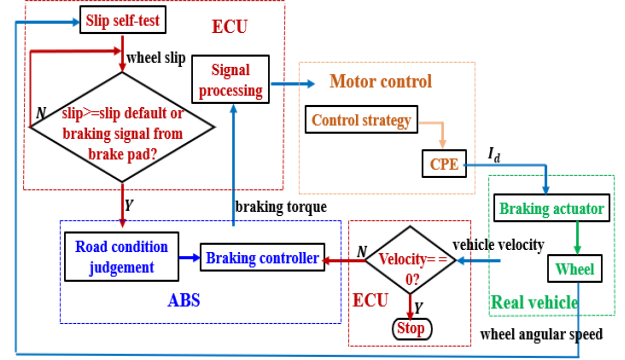 Slip self-test
ECU
wheel slip
Signal
processing
Motor control
N
slip>=slip default or
braking signal from
brake pad?
Control strategy
CPE
I_d
Y
braking torque
Braking actuator
Road condition
judgement
Braking controller
N
Velocity= =
0?
vehicle velocity
Wheel
ABS
ECU
Y
Stop
Real vehicle
wheel angular speed